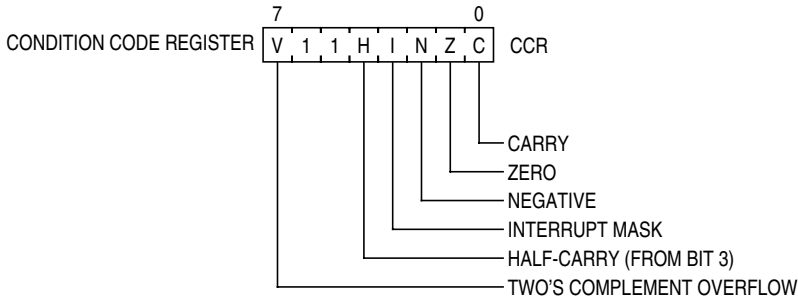 7 0
CONDITION CODE REGISTER V 1 1 H I N Z C CCR
CARRY
ZERO
NEGATIVE
INTERRUPT MASK
HALF-CARRY (FROM BIT 3)
TWO'S COMPLEMENT OVERFLOW